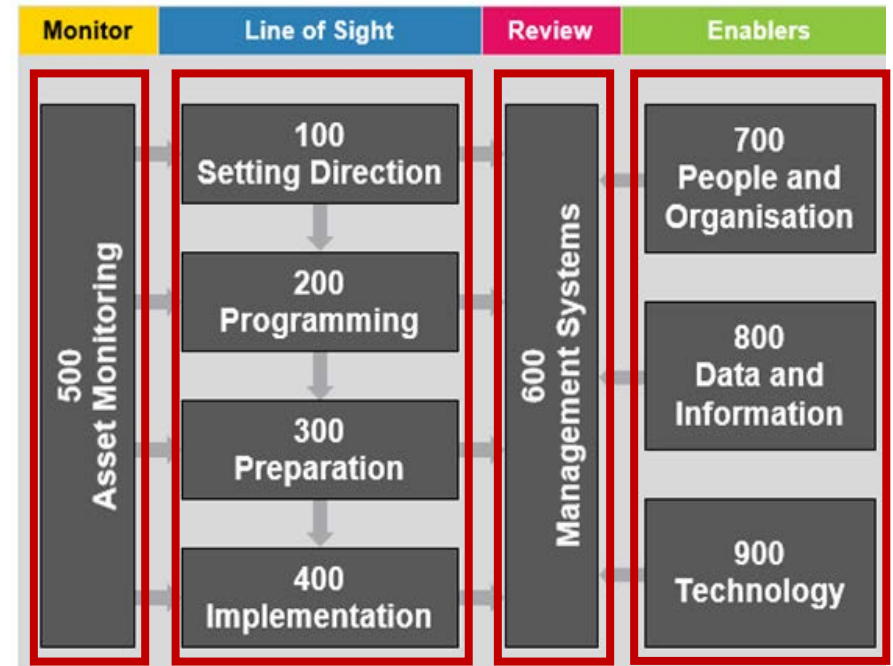 Monitor
Line of Sight
Review
Enablers
500
Asset Monitoring
100
Setting Direction
200
Programming
300
Preparation
400
Implementation
600
Management Systems
700
People and
Organisation
800
Data and
Information
900
Technology